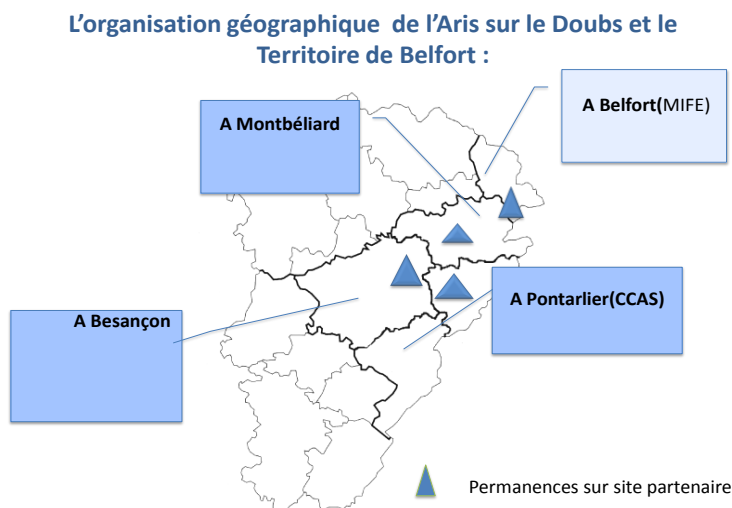 L'organisation géographique de l'Aris sur le Doubs et le
Territoire de Belfort :
A Montbéliard
A Belfort(MIFE)
A Besançon
A Pontarlier(CCAS)
Permanences sur site partenaire